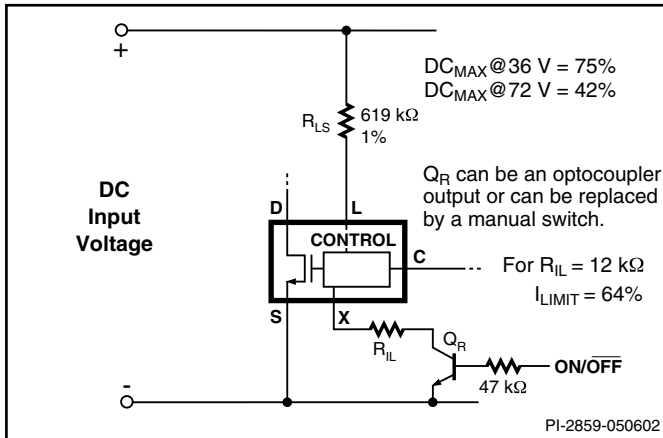 +
DC_MAX@36 V = 75%
DC_MAX@72 V = 42%
R_LS
619 kΩ
1%
Q_R can be an optocoupler
output or can be replaced
by a manual switch.
DC
Input
Voltage
D
L
CONTROL
C
For R_IL = 12 kΩ
I_LIMIT = 64%
S
X
R_IL
Q_R
47 kΩ
ON/O̅F̅F̅
-
PI-2859-050602